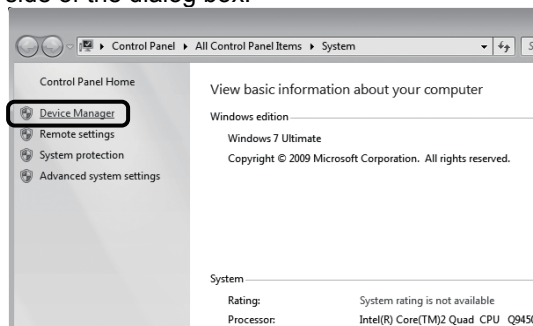 side of the dialog box.
Control Panel ▸ All Control Panel Items ▸ System
Control Panel Home
Device Manager
Remote settings
System protection
Advanced system settings
View basic information about your computer
Windows edition
Windows 7 Ultimate
Copyright © 2009 Microsoft Corporation. All rights reserved.
System
Rating: System rating is not available
Processor: Intel(R) Core(TM)2 Quad CPU Q9450